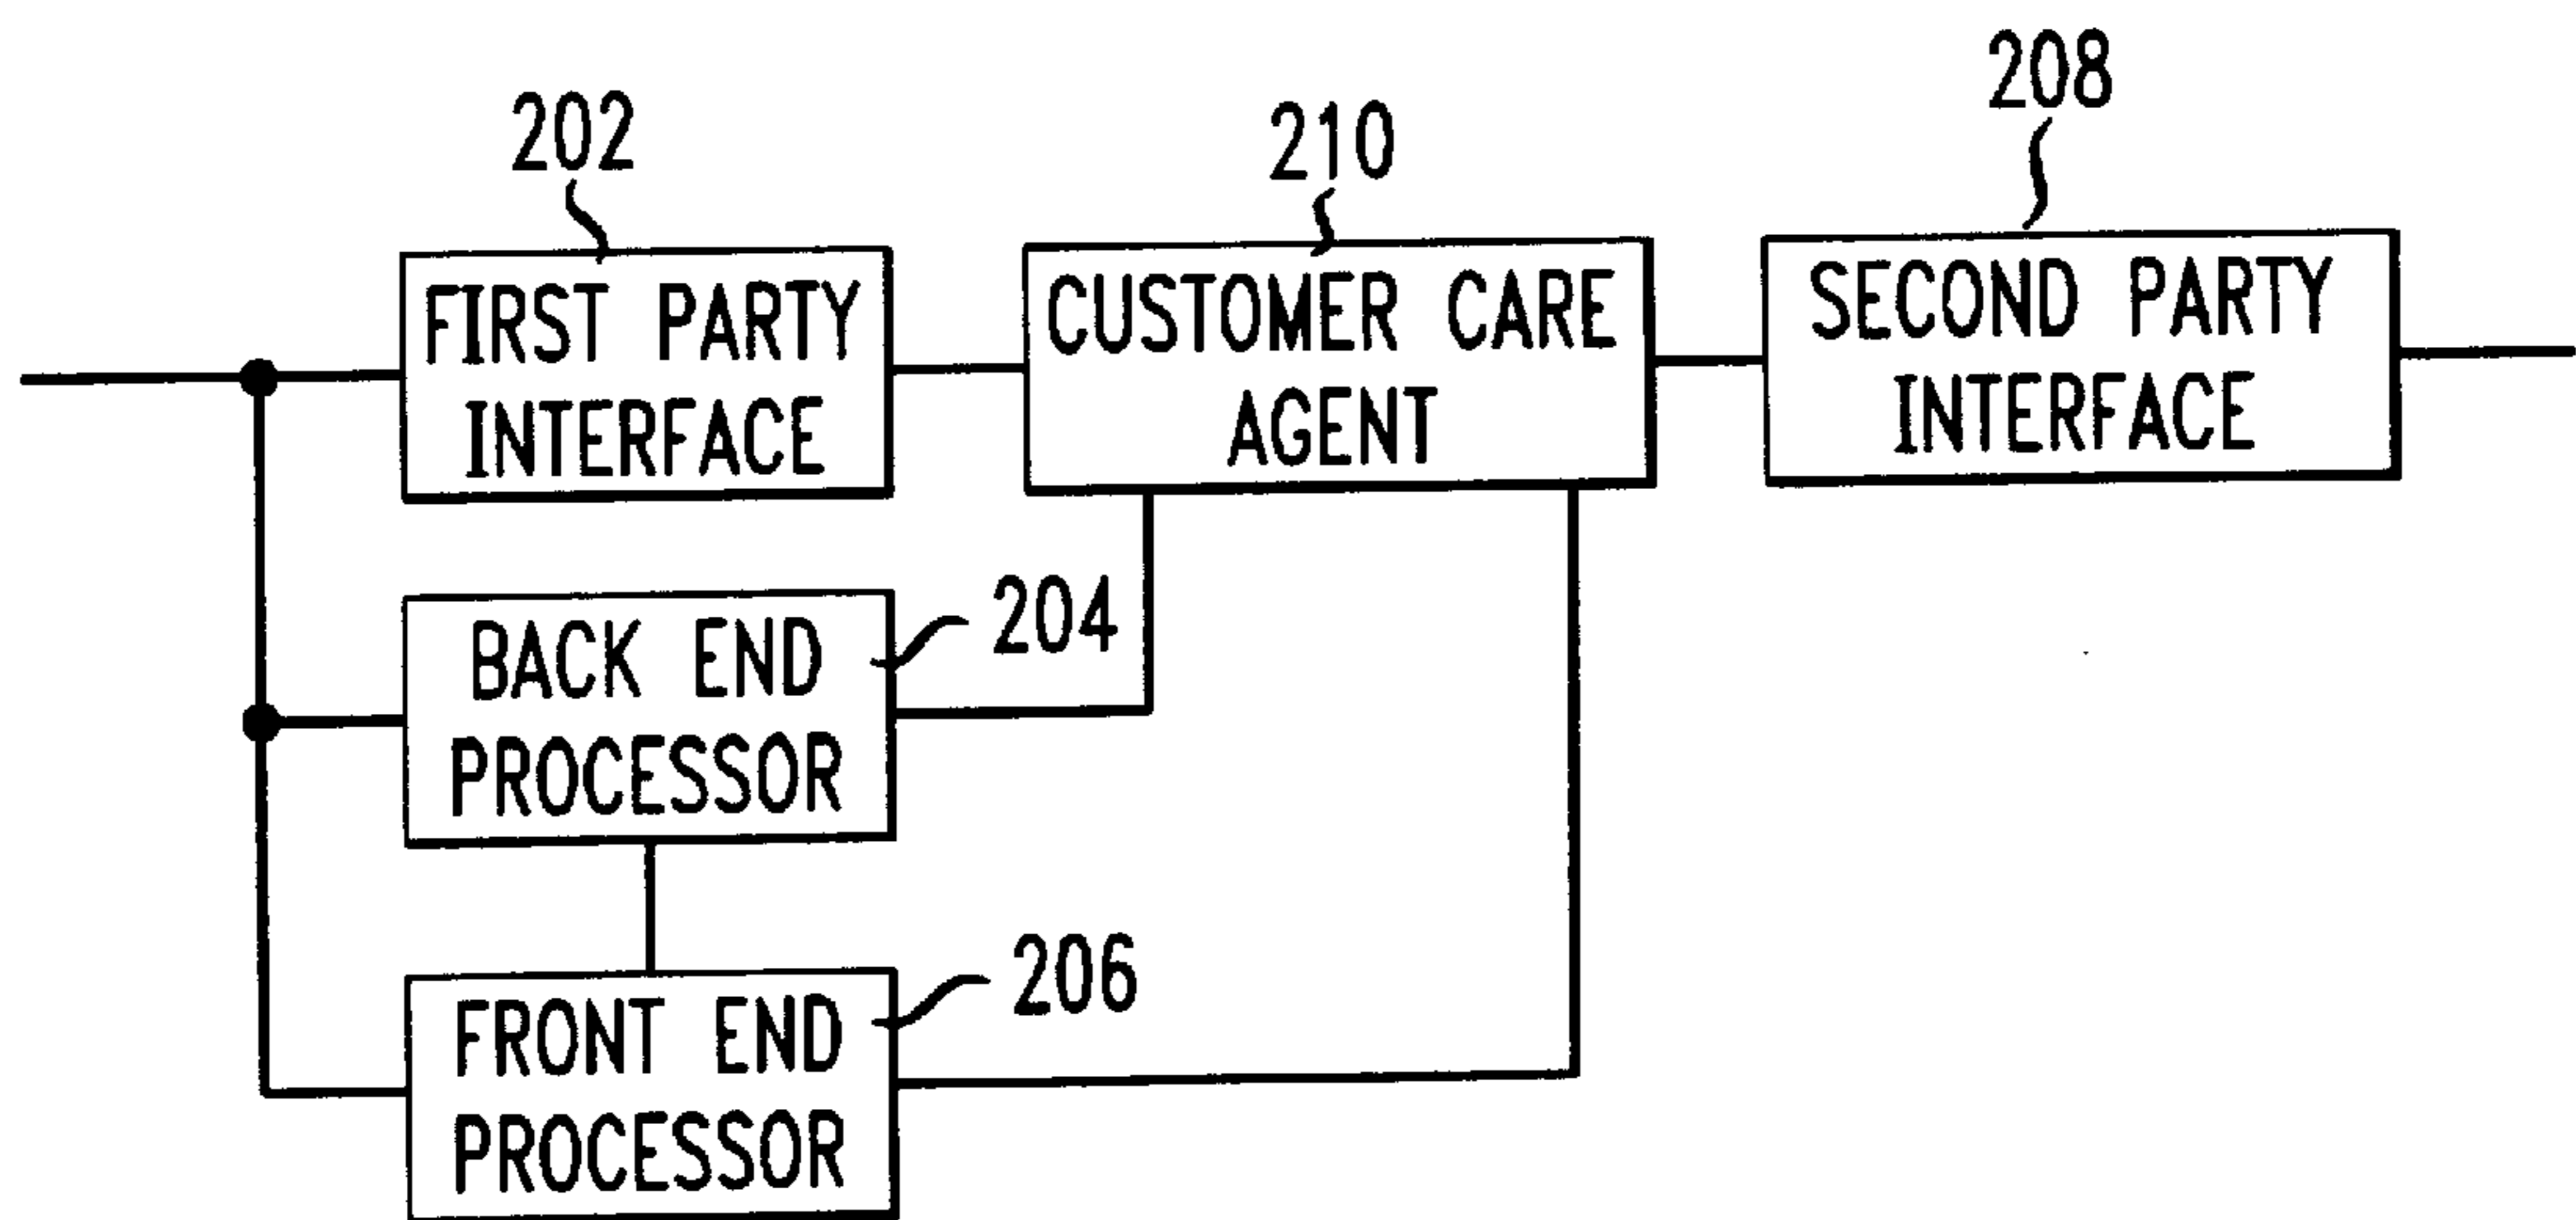 202
210
208
FIRST PARTY
INTERFACE
CUSTOMER CARE
AGENT
SECOND PARTY
INTERFACE
BACK END
PROCESSOR
204
FRONT END
PROCESSOR
206